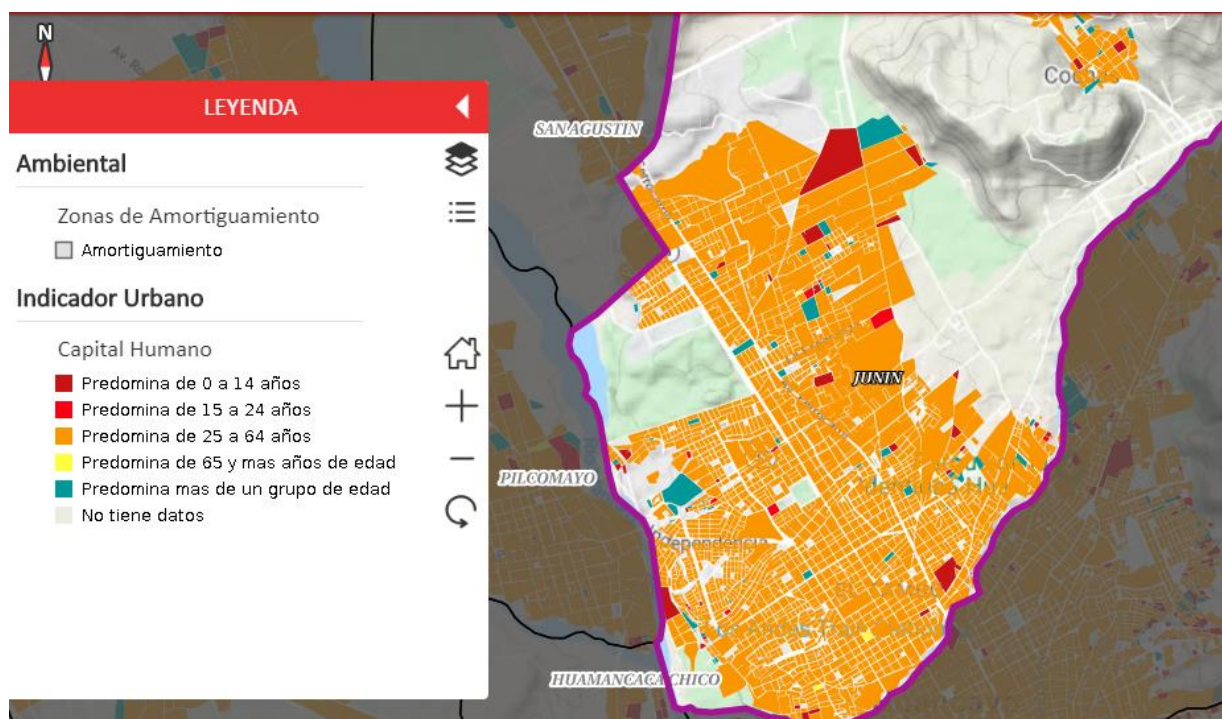 N
LEYENDA
Ambiental
Zonas de Amortiguamiento
Amortiguamiento
Indicador Urbano
Capital Humano
Predomina de 0 a 14 años
Predomina de 15 a 24 años
Predomina de 25 a 64 años
Predomina de 65 y mas años de edad
Predomina mas de un grupo de edad
No tiene datos
SAN AGUSTIN
JUNIN
PILCOMAYO
Independencia
HUAMANCACA CHICO